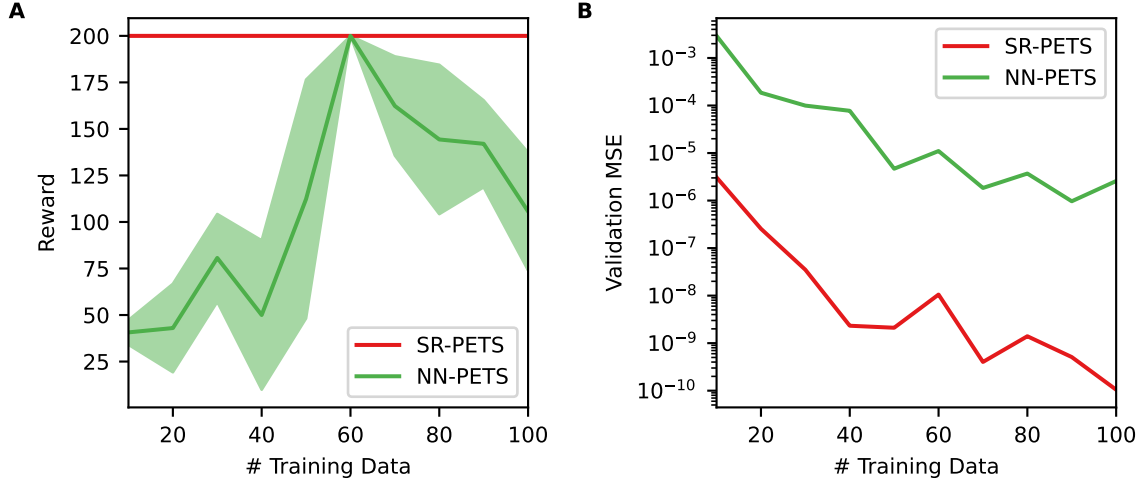 A
200
175
150
125
100
75
50
25
Reward
SR-PETS
NN-PETS
20 40 60 80 100
# Training Data
B
10⁻³
10⁻⁴
10⁻⁵
10⁻⁶
10⁻⁷
10⁻⁸
10⁻⁹
10⁻¹⁰
Validation MSE
SR-PETS
NN-PETS
20 40 60 80 100
# Training Data